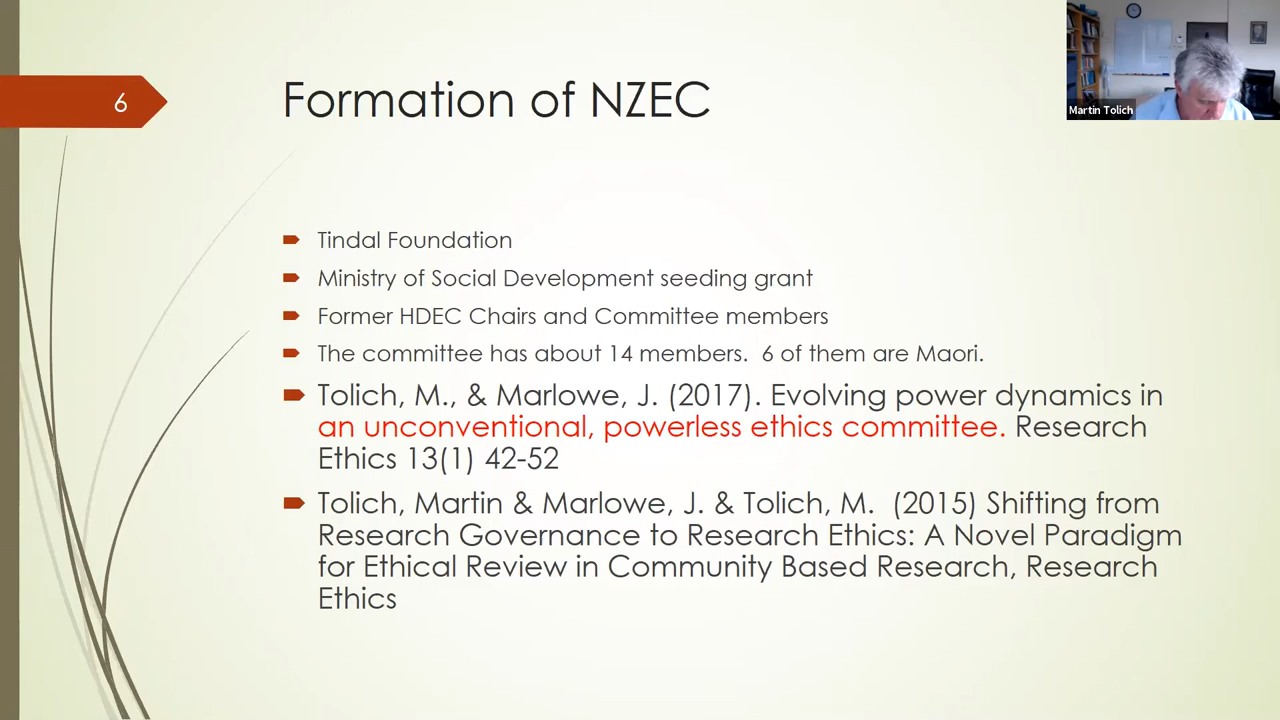 6
Formation of NZEC
Martin Tolich
Tindal Foundation
Ministry of Social Development seeding grant
Former HDEC Chairs and Committee members
The committee has about 14 members.  6 of them are Maori.
Tolich, M., & Marlowe, J. (2017). Evolving power dynamics in
an unconventional, powerless ethics committee. Research
Ethics 13(1) 42-52
Tolich, Martin & Marlowe, J. & Tolich, M.  (2015) Shifting from
Research Governance to Research Ethics: A Novel Paradigm
for Ethical Review in Community Based Research, Research
Ethics